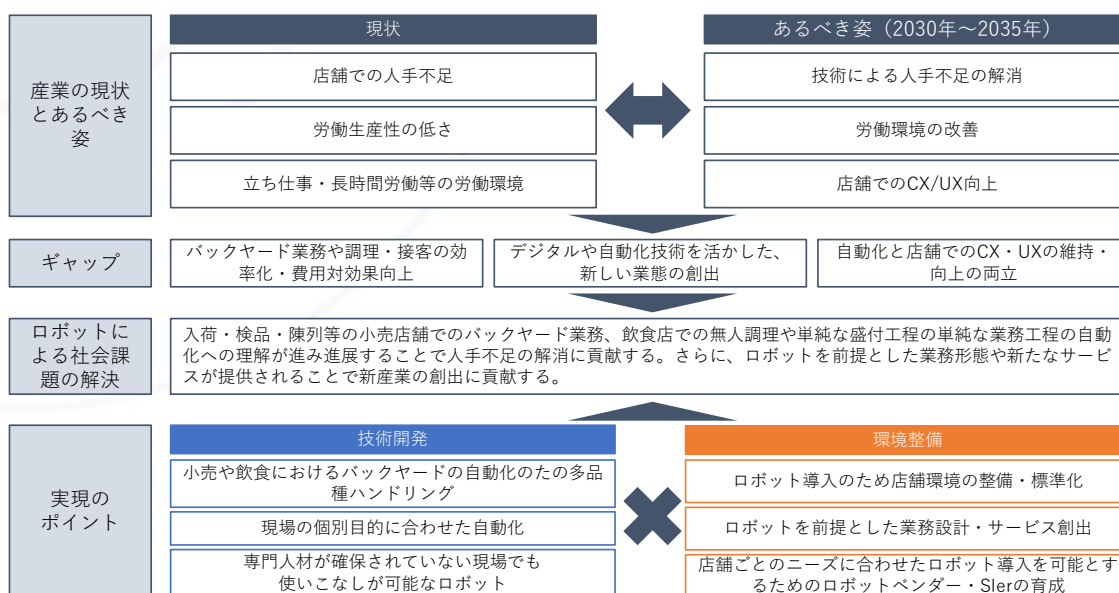 現状
あるべき姿（2030年～2035年）
産業の現状
とあるべき
姿
店舗での人手不足
技術による人手不足の解消
労働生産性の低さ
労働環境の改善
立ち仕事・長時間労働等の労働環境
店舗でのCX/UX向上
ギャップ
バックヤード業務や調理・接客の効
率化・費用対効果向上
デジタルや自動化技術を活かした、
新しい業態の創出
自動化と店舗でのCX・UXの維持・
向上の両立
ロボットに
よる社会課
題の解決
入荷・検品・陳列等の小売店舗でのバックヤード業務、飲食店での無人調理や単純な盛付工程の単純な業務工程の自動
化への理解が進み進展することで人手不足の解消に貢献する。さらに、ロボットを前提とした業務形態や新たなサービ
スが提供されることで新産業の創出に貢献する。
実現の
ポイント
技術開発
小売や飲食におけるバックヤードの自動化のたの多品
種ハンドリング
現場の個別目的に合わせた自動化
専門人材が確保されていない現場でも
使いこなしが可能なロボット
環境整備
ロボット導入のため店舗環境の整備・標準化
ロボットを前提とした業務設計・サービス創出
店舗ごとのニーズに合わせたロボット導入を可能とす
るためのロボットベンダー・SIerの育成